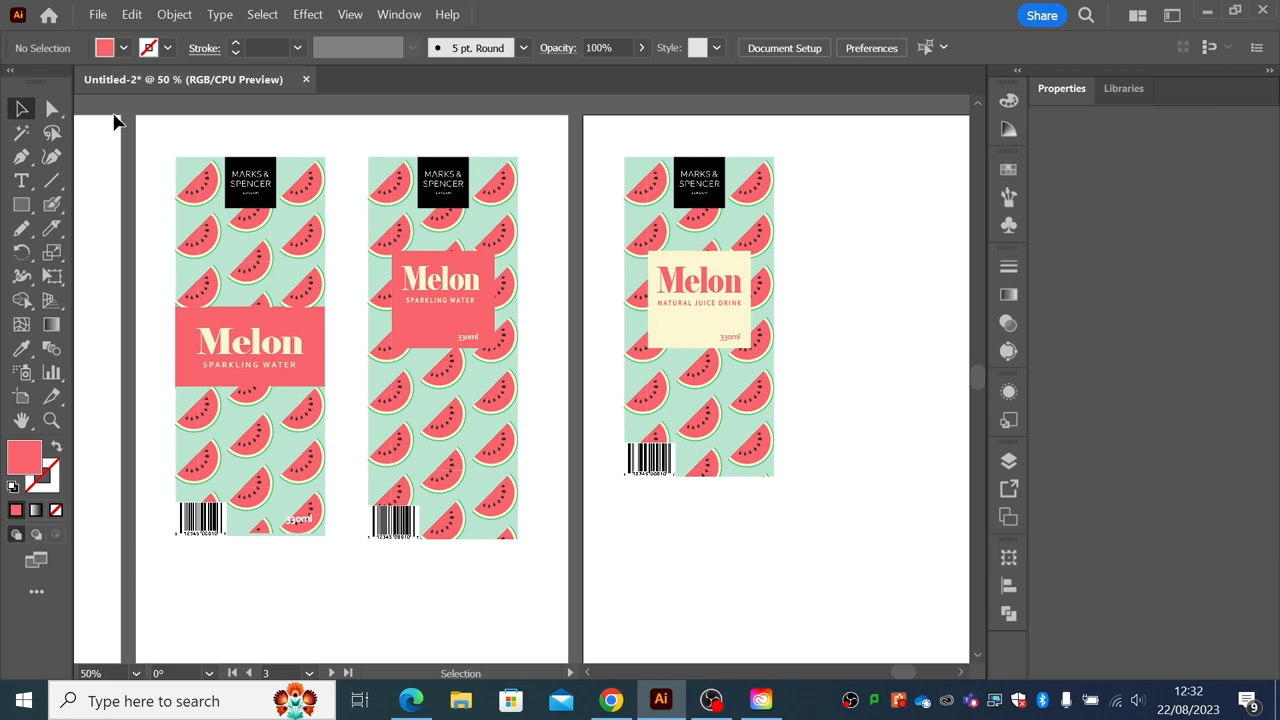 Ai File Edit Object Type Select Effect View Window Help Share
No Selection Stroke: 5 pt. Round Opacity: 100% Style: Document Setup Preferences
Untitled-2* @ 50 % (RGB/CPU Preview) ×
Properties Libraries
MARKS &
SPENCER
Melon
SPARKLING WATER
330ml
MARKS &
SPENCER
Melon
SPARKLING WATER
330ml
MARKS &
SPENCER
Melon
NATURAL JUICE DRINK
330ml
50% 0° 3 Selection
Type here to search
Ai
12:32
22/08/2023
9